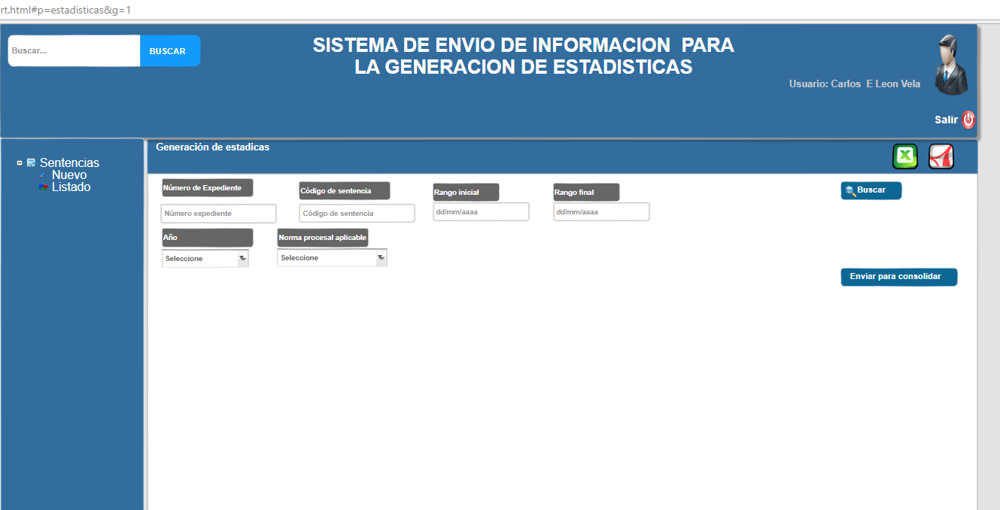 rt.html#p=estadisticas&g=1
Buscar...
BUSCAR
SISTEMA DE ENVIO DE INFORMACION PARA
LA GENERACION DE ESTADISTICAS
Usuario: Carlos E Leon Vela
Salir
Sentencias
Nuevo
Listado
Generación de estadicas
Número de Expediente
Código de sentencia
Rango inicial
Rango final
Buscar
Número expediente
Código de sentencia
dd/mm/aaaa
dd/mm/aaaa
Año
Norma procesal aplicable
Seleccione
Seleccione
Enviar para consolidar